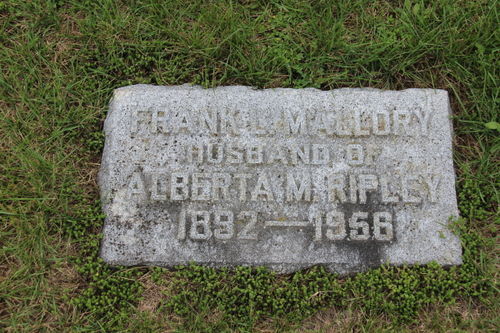 FRANK L. MALLORY
HUSBAND OF
ALBERTA M. RIPLEY
1892—1956